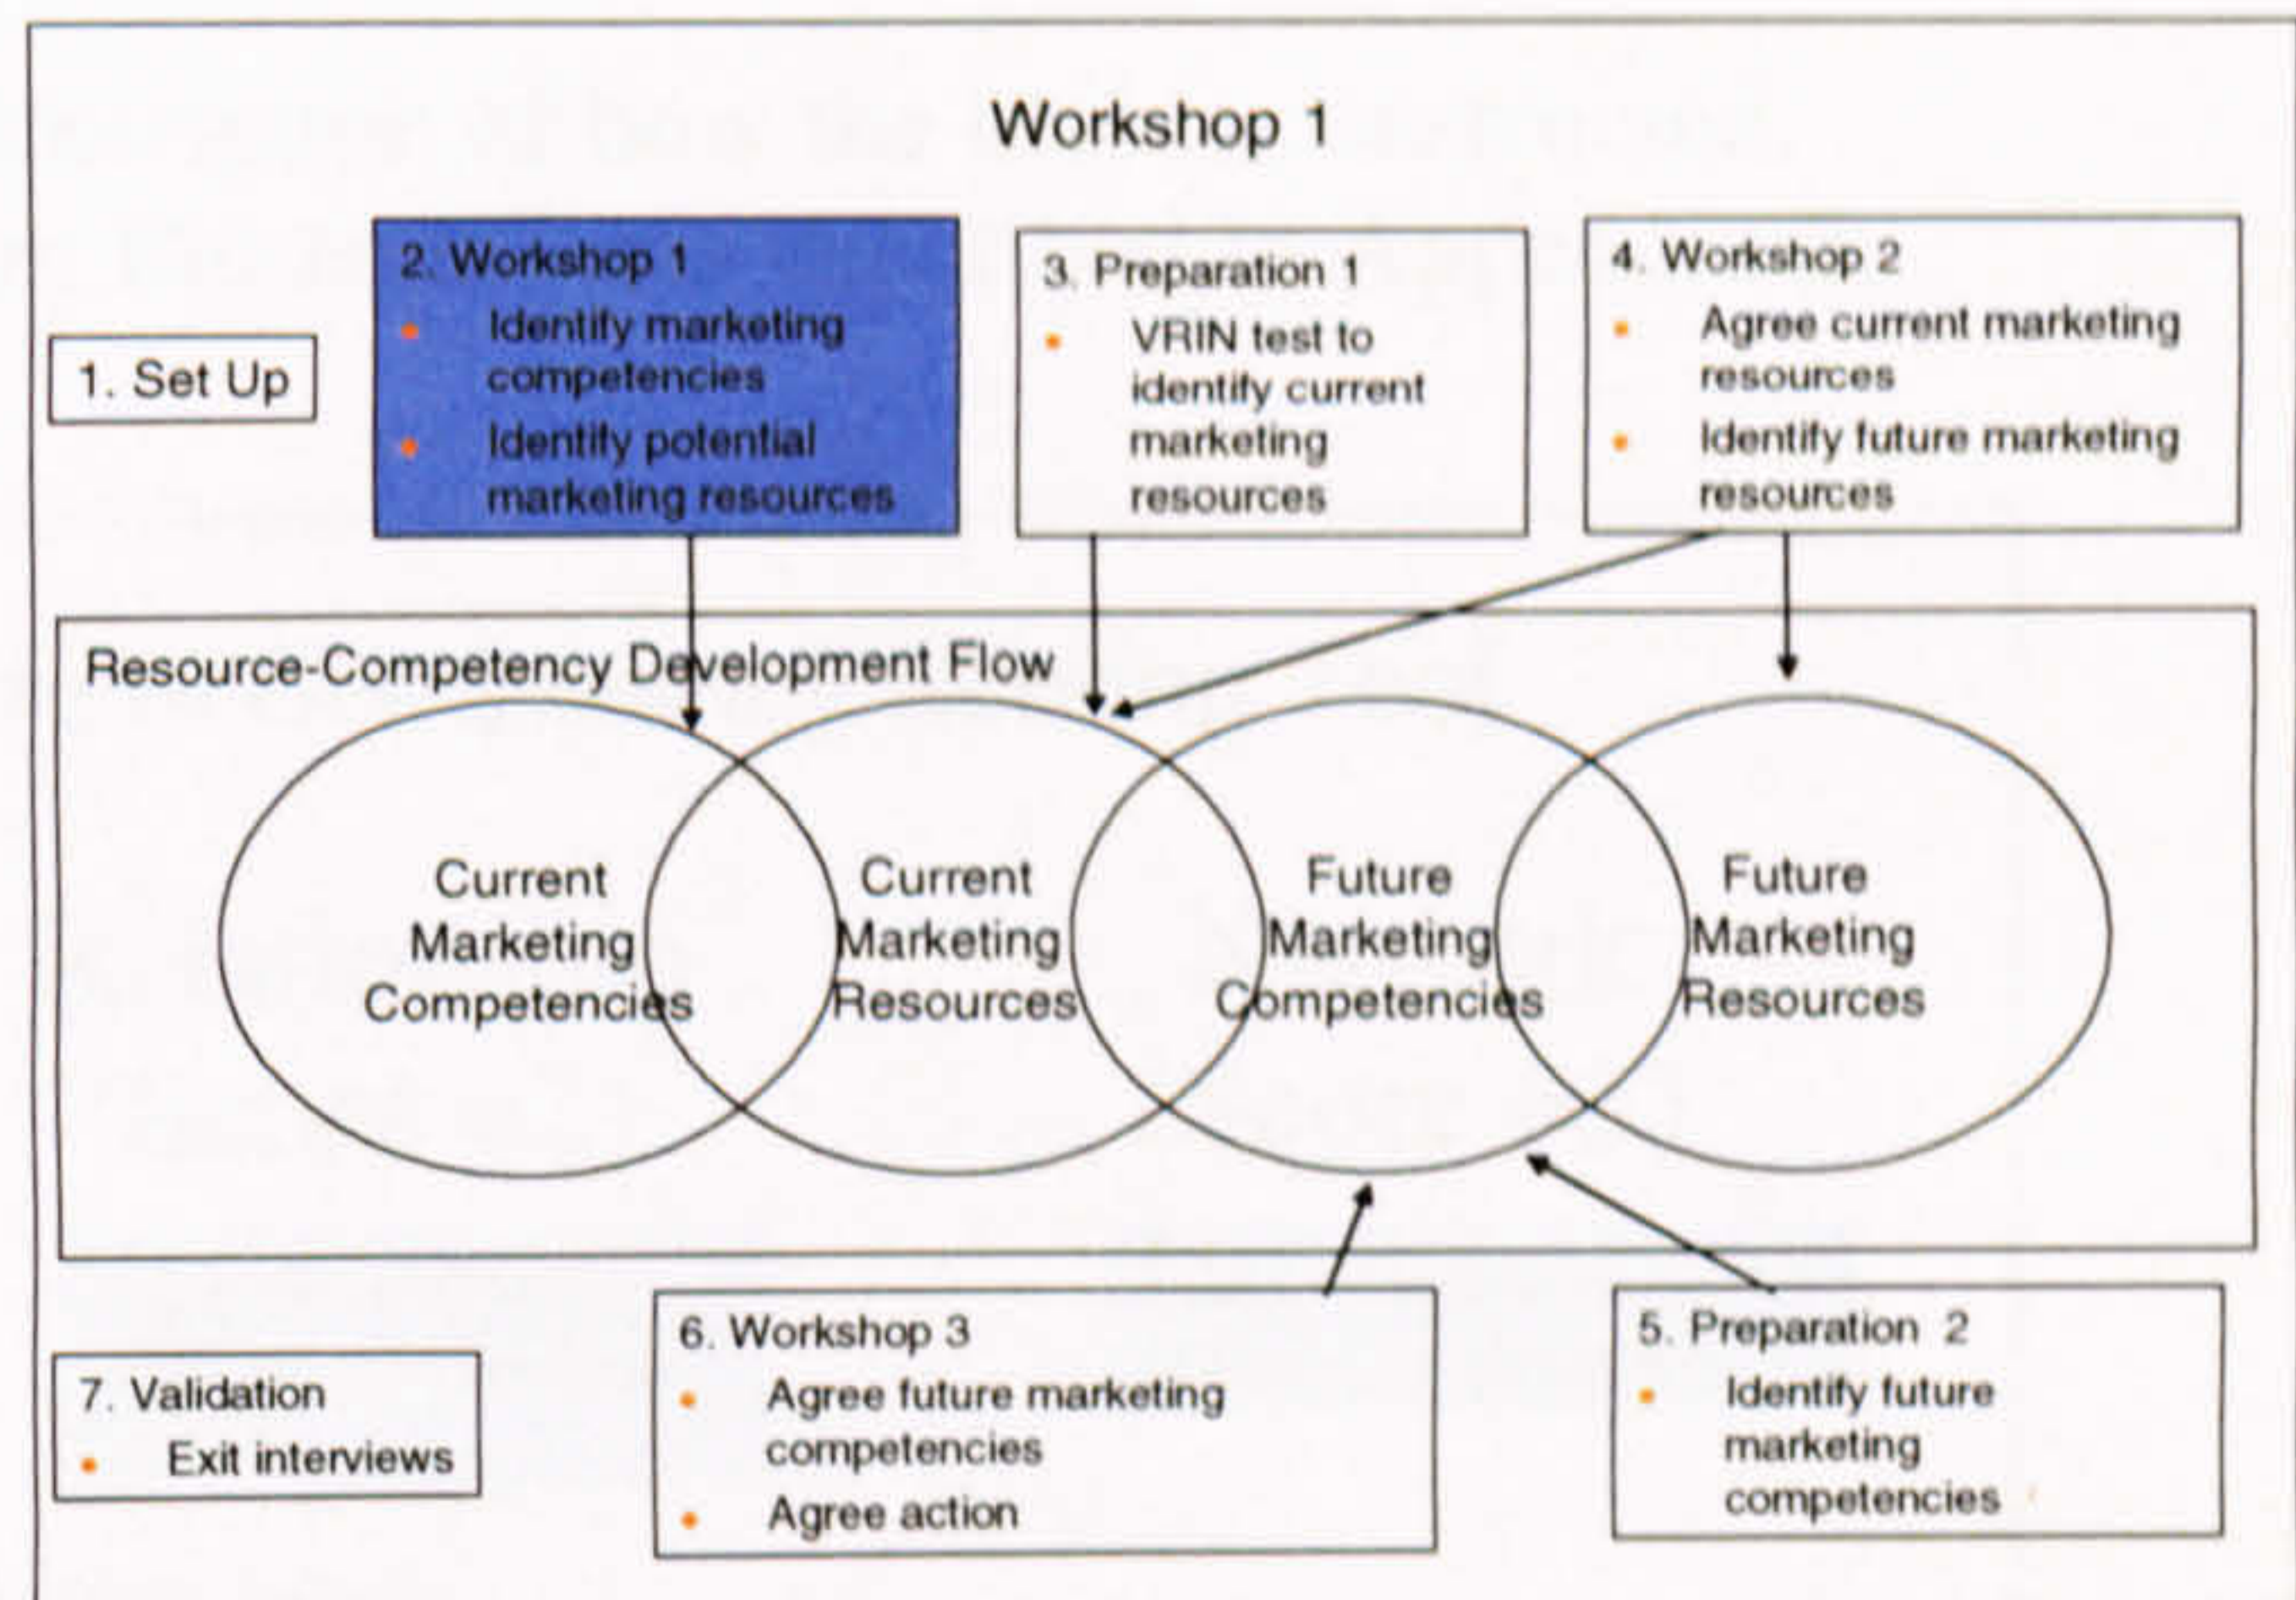 Workshop 1
1. Set Up
2. Workshop 1
• Identify marketing
competencies
• Identify potential
marketing resources
3. Preparation 1
• VRIN test to
identify current
marketing
resources
4. Workshop 2
• Agree current marketing
resources
• Identify future marketing
resources
Resource-Competency Development Flow
Current
Marketing
Competencies
Current
Marketing
Resources
Future
Marketing
Competencies
Future
Marketing
Resources
7. Validation
• Exit interviews
6. Workshop 3
• Agree future marketing
competencies
• Agree action
5. Preparation 2
• Identify future
marketing
competencies